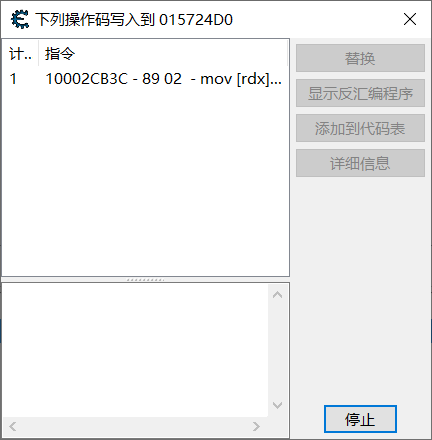 下列操作码写入到 015724D0
计.. 指令
1 10002CB3C - 89 02 - mov [rdx]...
替换
显示反汇编程序
添加到代码表
详细信息
停止